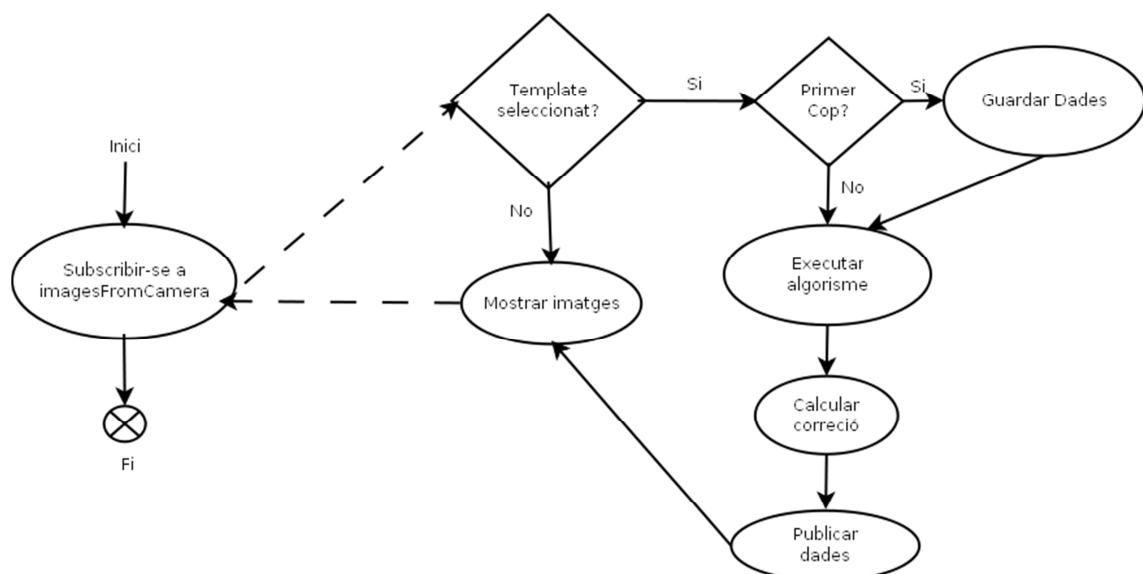 Inici
Subscribir-se a
imagesFromCamera
Fi
Template
seleccionat?
Si
No
Primer
Cop?
Si
No
Guardar Dades
Executar
algorisme
Calcular
correció
Publicar
dades
Mostrar imatges